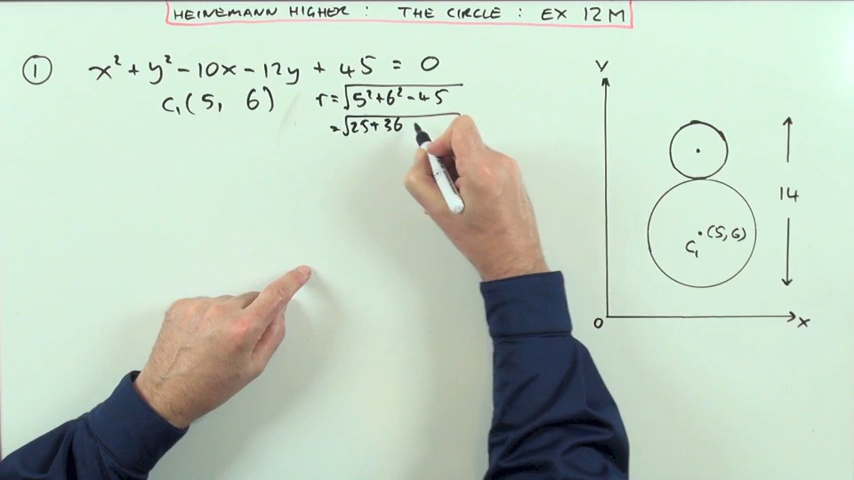 HEINEMANN HIGHER : THE CIRCLE : EX 12M
① x² + y² - 10x - 12y + 45 = 0
C₁(5, 6) r = √5²+6²-45
= √25+36
Y
14
C₁ (5,6)
O
X